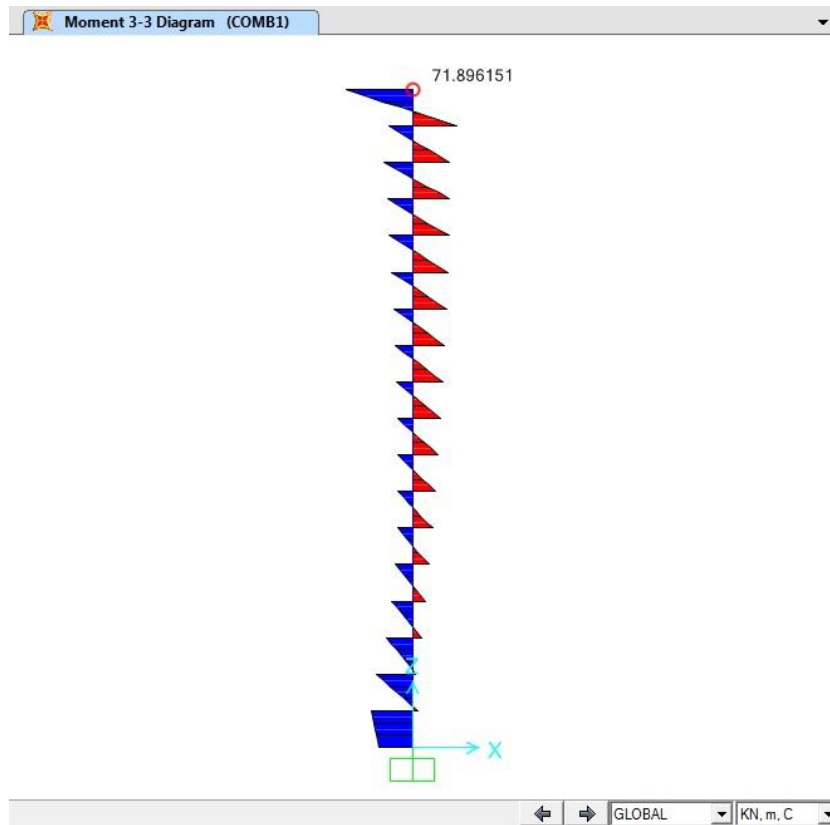 Moment 3-3 Diagram (COMB1)
71.896151
Z
X
GLOBAL
KN, m, C